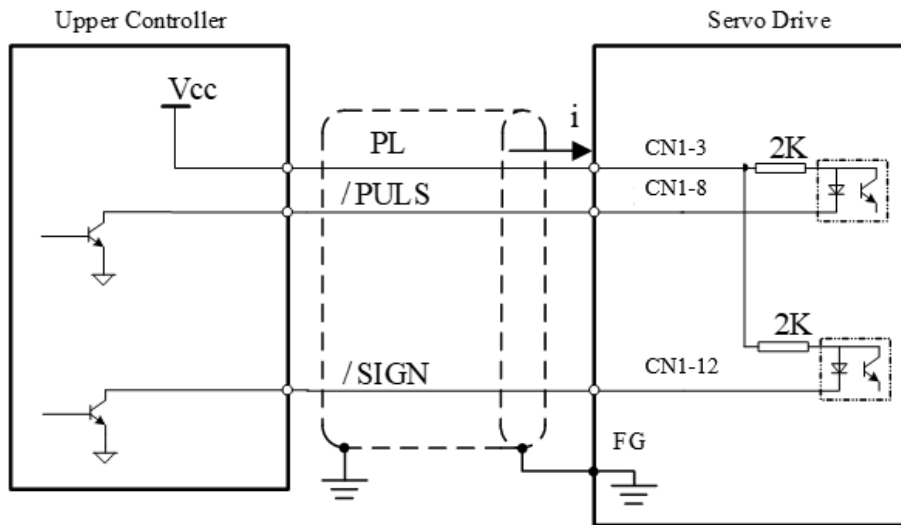 Upper Controller
Servo Drive
Vcc
i
PL
CN1-3
2K
/PULS
CN1-8
2K
/SIGN
CN1-12
FG